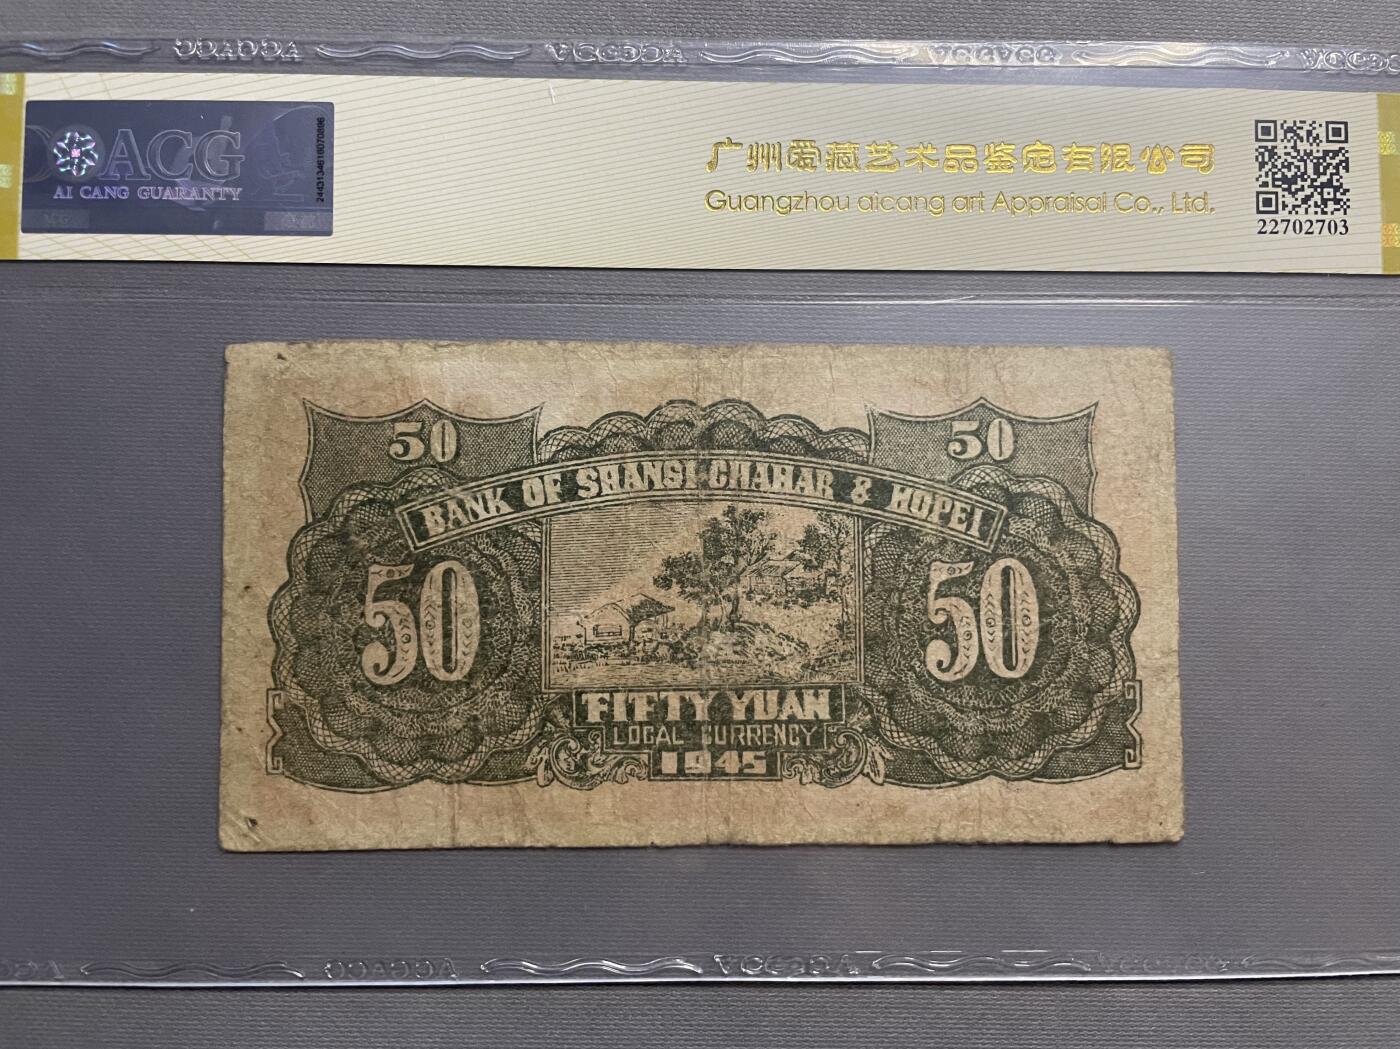 ACG
AI CANG GUARANTY
2443134616070896
广州爱藏艺术品鉴定有限公司
Guangzhou aicang art Appraisal Co., Ltd.
22702703
50
50
BANK OF SHANSI-CHAHAR & HOPEI
50
50
FIFTY YUAN
LOCAL CURRENCY
1945